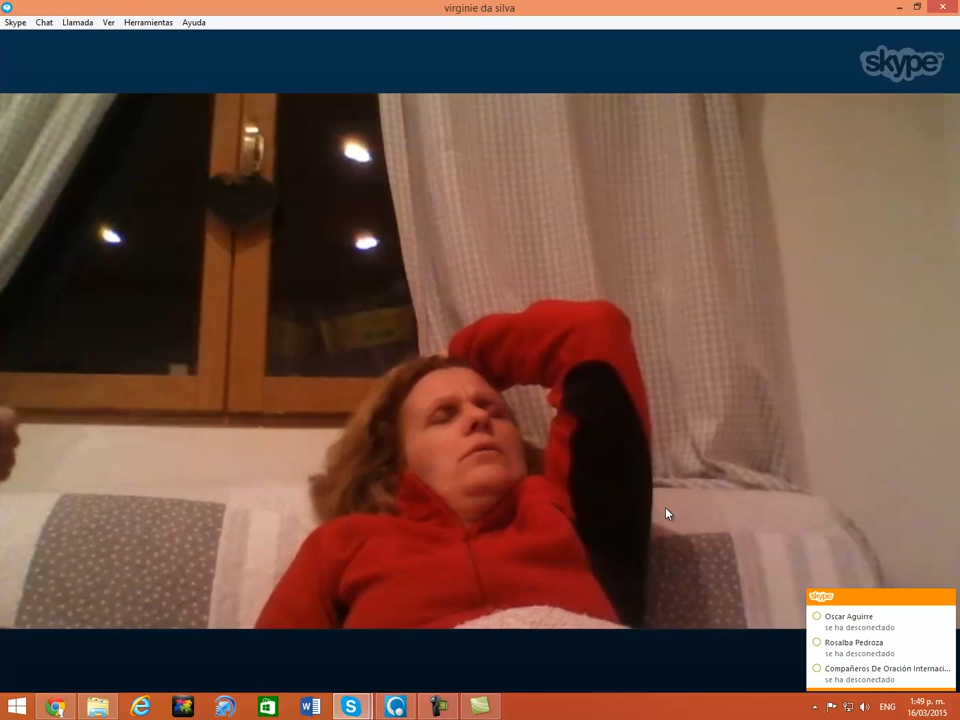 virginie da silva
Skype Chat Llamada Ver Herramientas Ayuda
skype
skype
Oscar Aguirre
se ha desconectado
Rosalba Pedroza
se ha desconectado
Compañeros De Oración Internaci...
se ha desconectado
ENG
1:49 p. m.
16/03/2015